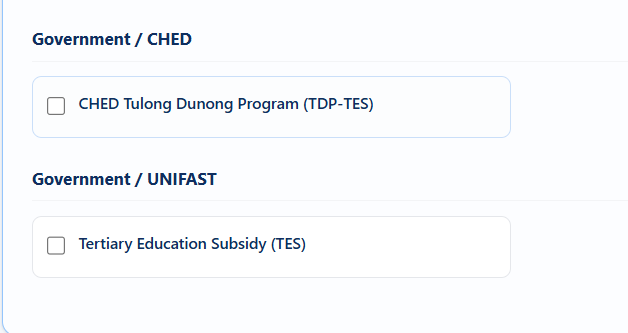 Government / CHED
CHED Tulong Dunong Program (TDP-TES)
Government / UNIFAST
Tertiary Education Subsidy (TES)